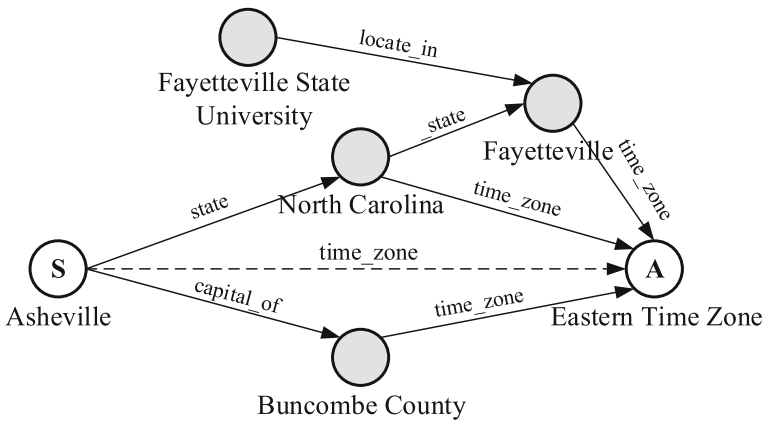 locate_in
Fayetteville State
University
_state
Fayetteville
time_zone
state
North Carolina
time_zone
S
time_zone
A
Asheville
capital_of
time_zone
Eastern Time Zone
Buncombe County